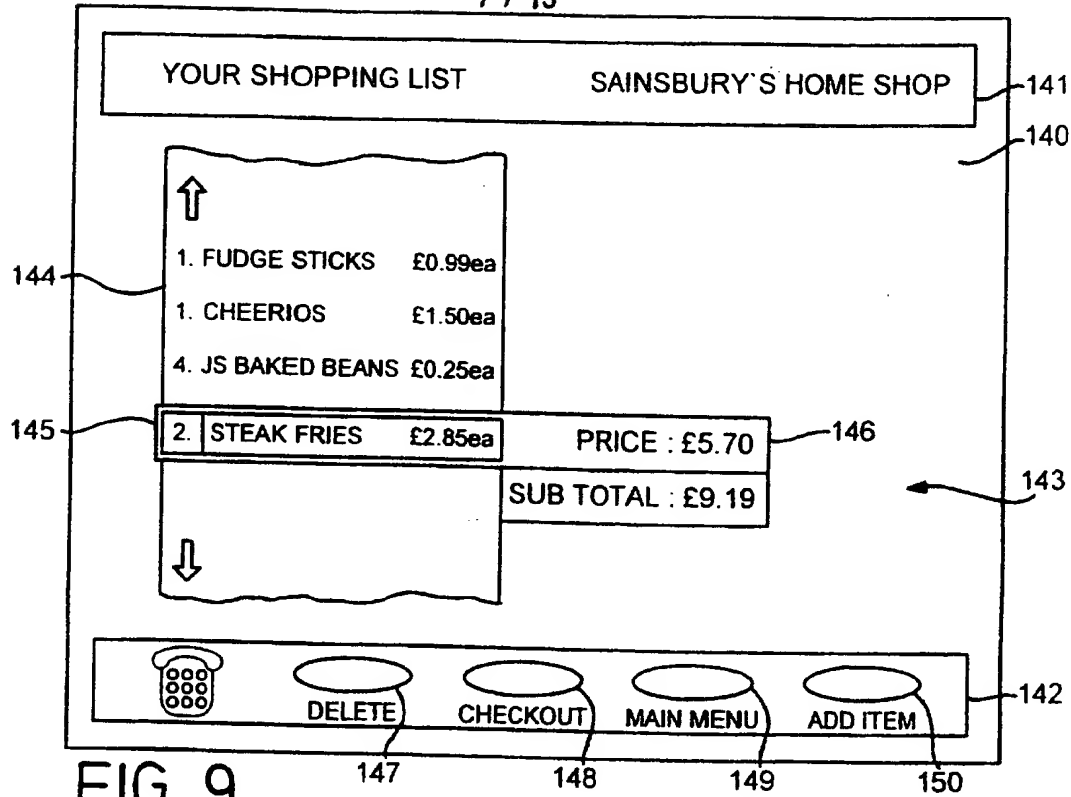 YOUR SHOPPING LIST SAINSBURY`S HOME SHOP
141
140
1. FUDGE STICKS £0.99ea
144
1. CHEERIOS £1.50ea
4. JS BAKED BEANS £0.25ea
145 2. STEAK FRIES £2.85ea PRICE : £5.70 146
SUB TOTAL : £9.19 143
142
DELETE CHECKOUT MAIN MENU ADD ITEM
147 148 149 150
FIG. 9